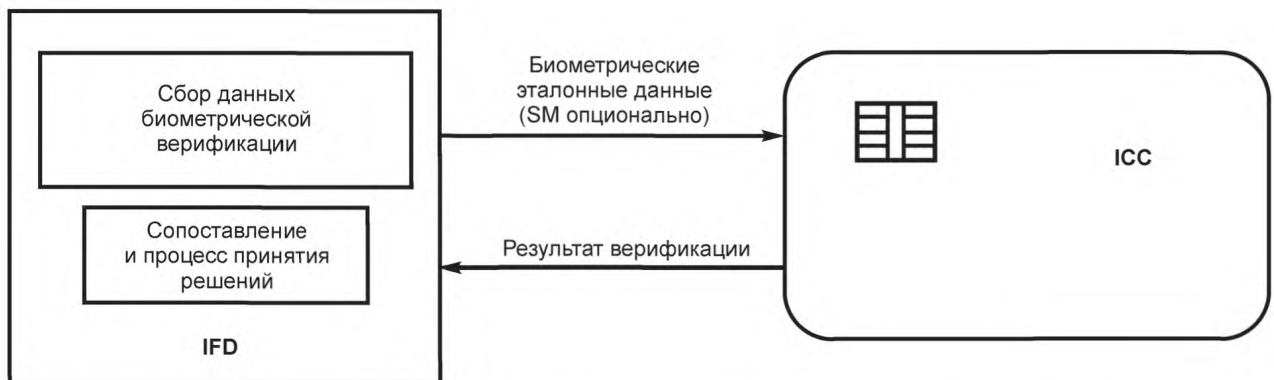 Сбор данных
биометрической
верификации
Сопоставление
и процесс принятия
решений
IFD
Биометрические
эталонные данные
(SM опционально)
Результат верификации
ICC